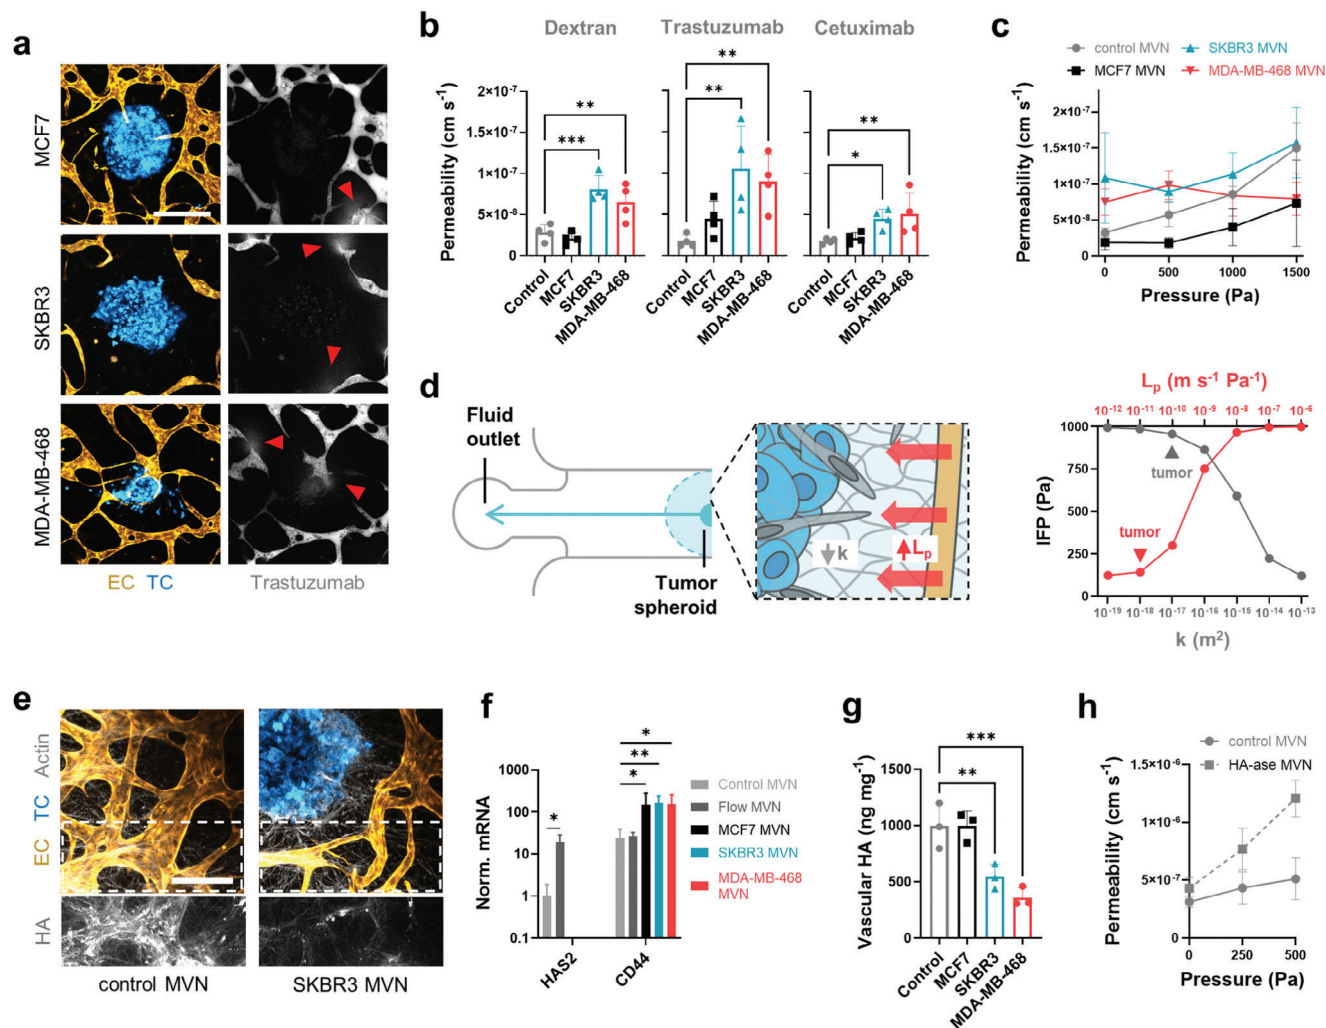 a
MCF7
SKBR3
MDA-MB-468
EC TC
Trastuzumab
b
Dextran
Trastuzumab
Cetuximab
Permeability (cm s⁻¹)
2×10⁻⁷
1.5×10⁻⁷
1×10⁻⁷
5×10⁻⁸
0
***
**
**
**
*
**
Control
MCF7
SKBR3
MDA-MB-468
Control
MCF7
SKBR3
MDA-MB-468
Control
MCF7
SKBR3
MDA-MB-468
c
control MVN
SKBR3 MVN
MCF7 MVN
MDA-MB-468 MVN
Permeability (cm s⁻¹)
2×10⁻⁷
1.5×10⁻⁷
1×10⁻⁷
5×10⁻⁸
0
0 500 1000 1500
Pressure (Pa)
d
Fluid
outlet
Tumor
spheroid
k
Lₚ
Lₚ (m s⁻¹ Pa⁻¹)
10⁻¹² 10⁻¹¹ 10⁻¹⁰ 10⁻⁹ 10⁻⁸ 10⁻⁷ 10⁻⁶
IFP (Pa)
1000
750
500
250
0
tumor
tumor
10⁻¹⁹ 10⁻¹⁸ 10⁻¹⁷ 10⁻¹⁶ 10⁻¹⁵ 10⁻¹⁴ 10⁻¹³
k (m²)
e
EC TC Actin
HA
control MVN
SKBR3 MVN
f
Norm. mRNA
1000
100
10
1
0.1
*
*
**
*
HAS2
CD44
Control MVN
Flow MVN
MCF7 MVN
SKBR3 MVN
MDA-MB-468
MVN
g
Vascular HA (ng mg⁻¹)
1500
1000
500
0
**
***
Control
MCF7
SKBR3
MDA-MB-468
h
control MVN
HA-ase MVN
Permeability (cm s⁻¹)
1.5×10⁻⁶
1×10⁻⁶
5×10⁻⁷
0
0 250 500
Pressure (Pa)